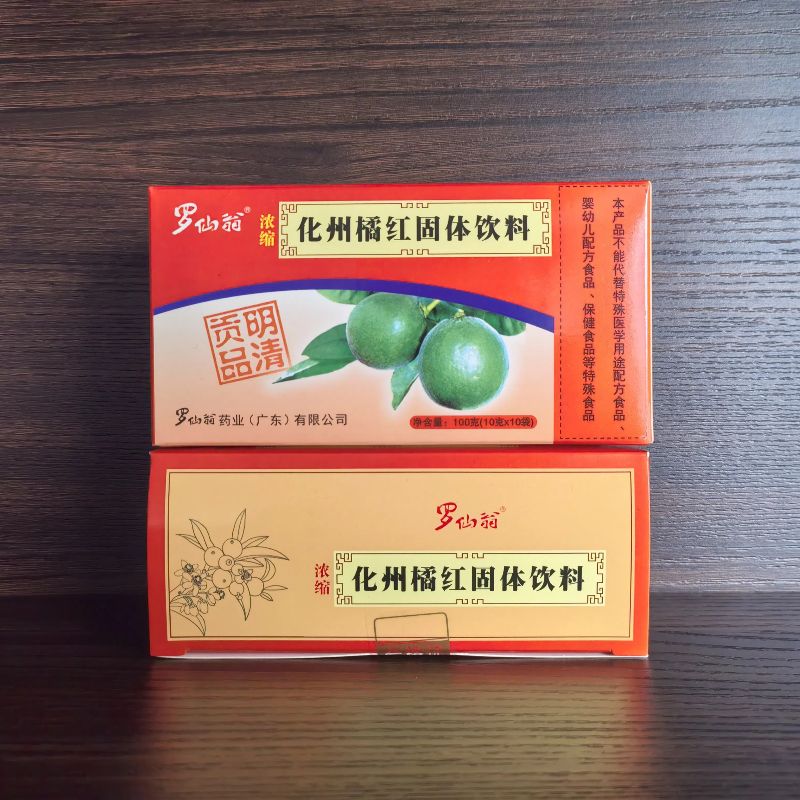 罗仙翁®
浓缩
化州橘红固体饮料
明清
贡品
罗仙翁药业（广东）有限公司
净含量：100克(10克x10袋)
本产品不能代替特殊医学用途配方食品、
婴幼儿配方食品、保健食品等特殊食品
罗仙翁®
浓缩
化州橘红固体饮料